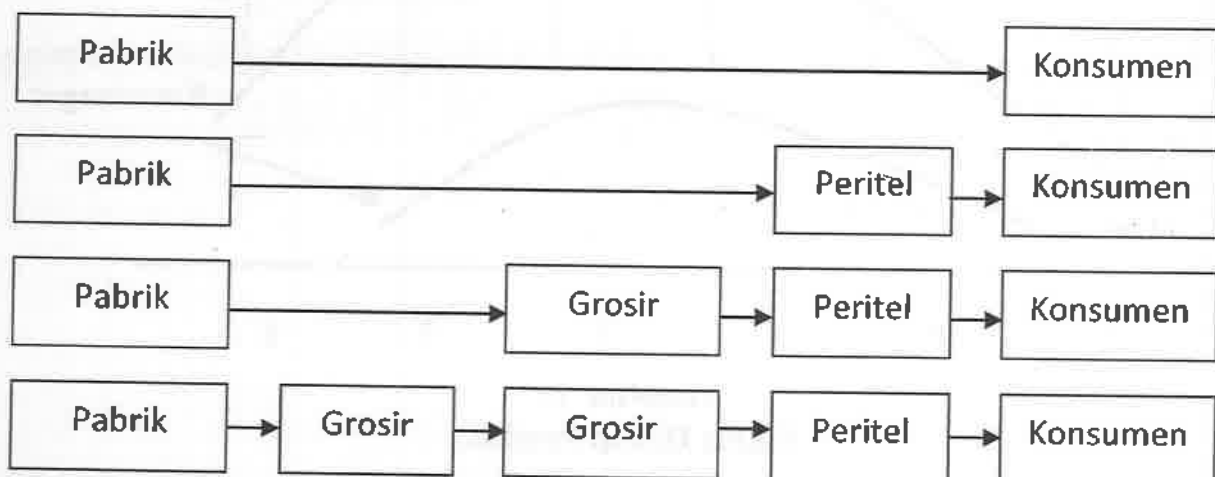 Pabrik Konsumen
Pabrik Peritel Konsumen
Pabrik Grosir Peritel Konsumen
Pabrik Grosir Grosir Peritel Konsumen